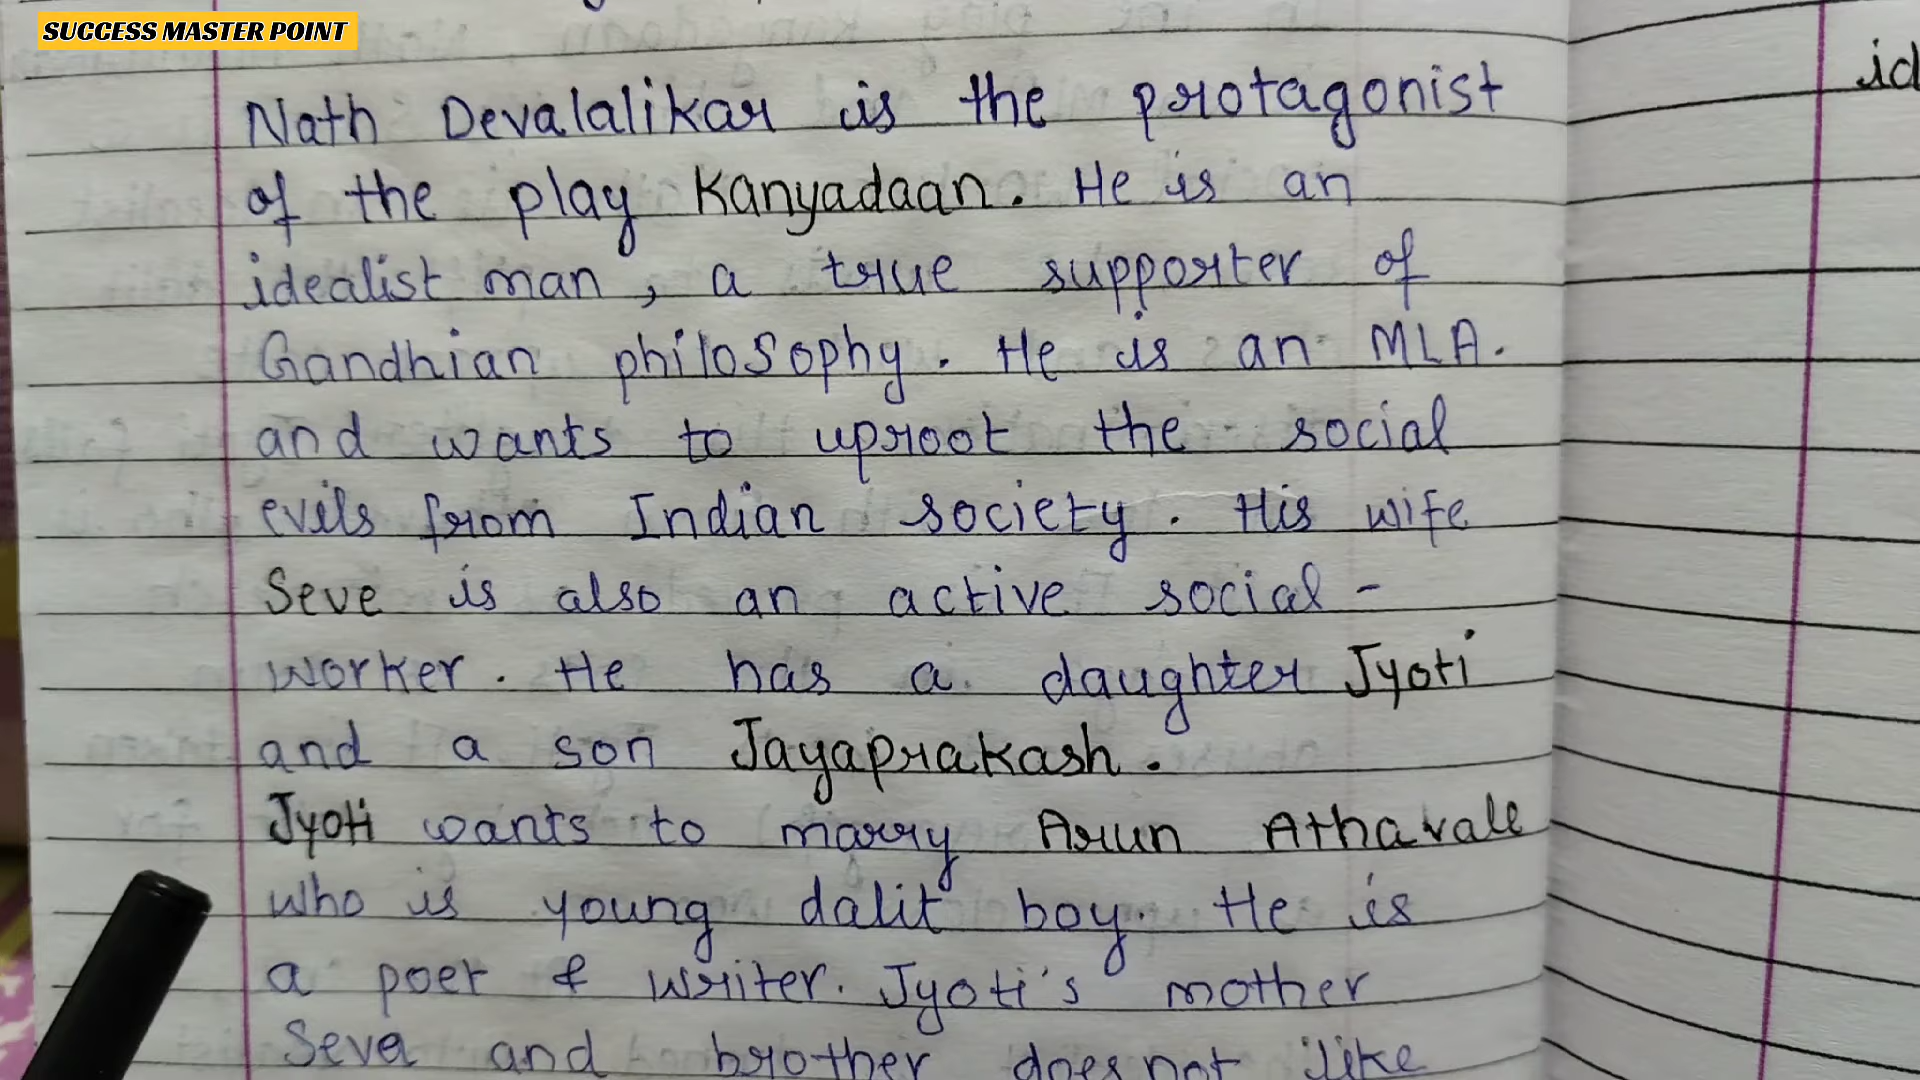 SUCCESS MASTER POINT
Nath Devalalikar is the protagonist
of the play Kanyadaan. He is an
idealist man, a true supporter of
Gandhian philosophy. He is an MLA.
and wants to uproot the social
evils from Indian society. His wife
Seve is also an active social-
worker. He has a daughter Jyoti
and a son Jayaprakash.
Jyoti wants to marry Arun Athavale
who is young dalit boy. He is
a poet & writer. Jyoti's mother
Seva and brother does not like
id